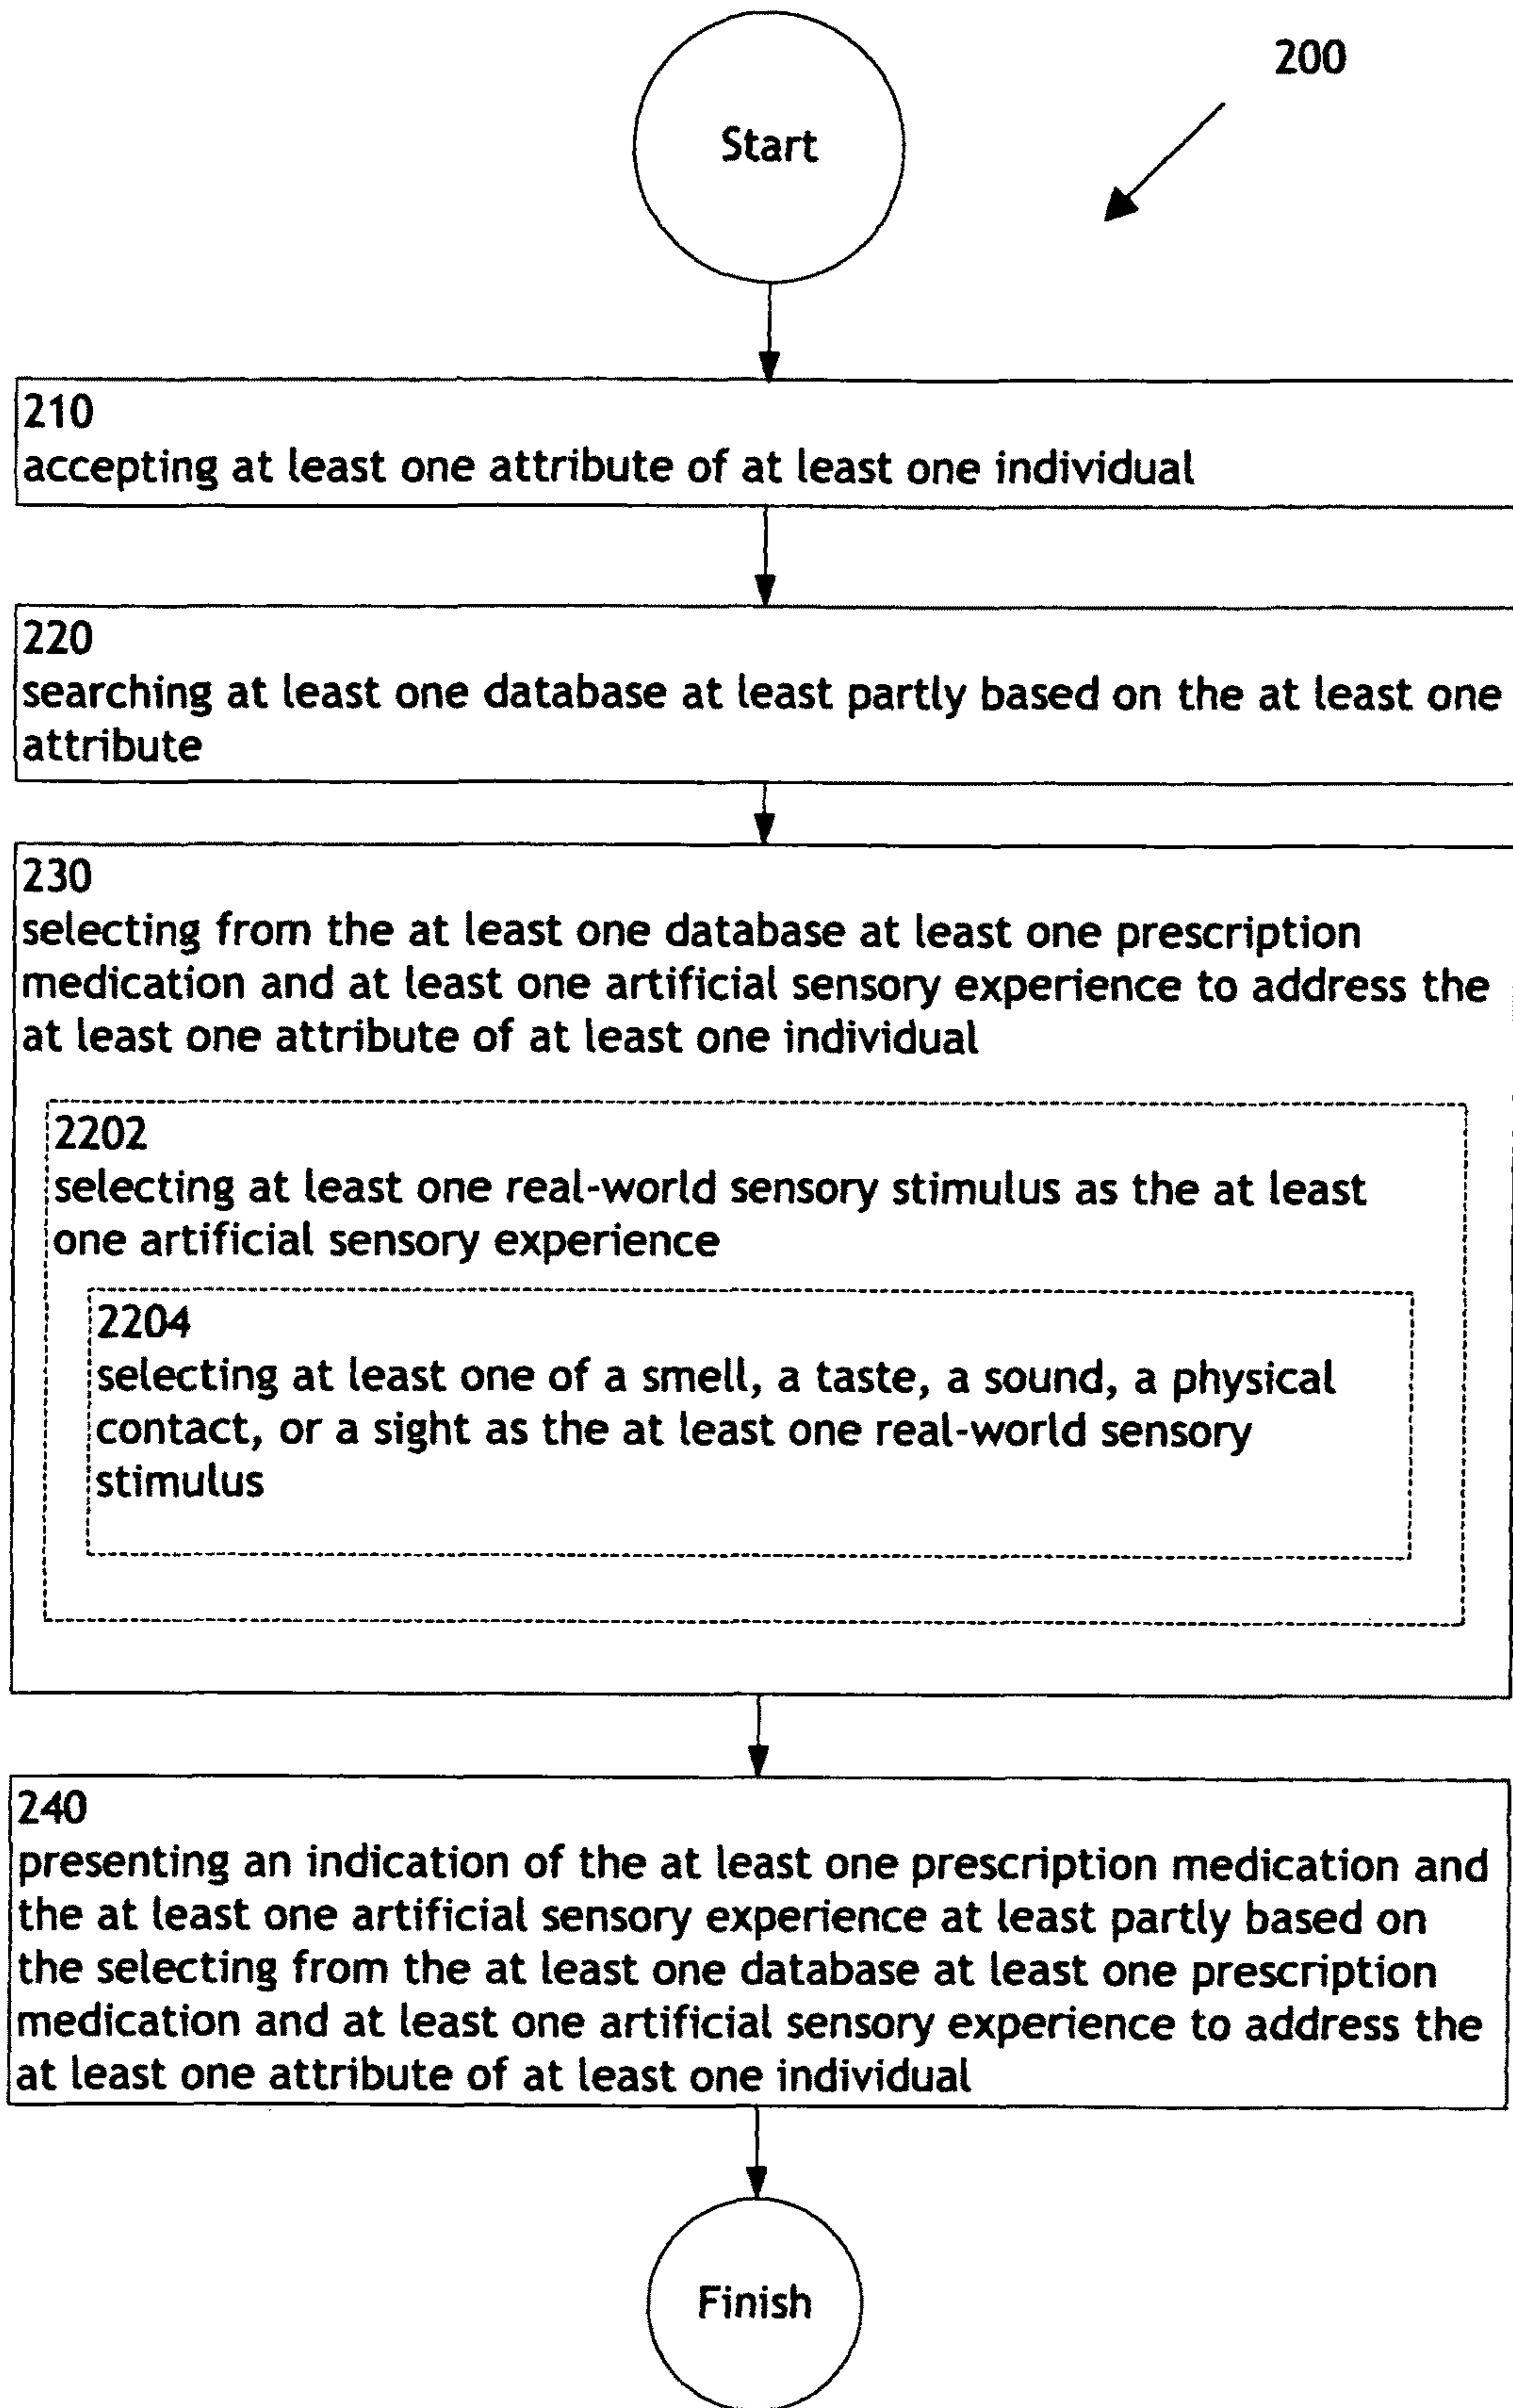 200
Start
210
accepting at least one attribute of at least one individual
220
searching at least one database at least partly based on the at least one
attribute
230
selecting from the at least one database at least one prescription
medication and at least one artificial sensory experience to address the
at least one attribute of at least one individual
2202
selecting at least one real-world sensory stimulus as the at least
one artificial sensory experience
2204
selecting at least one of a smell, a taste, a sound, a physical
contact, or a sight as the at least one real-world sensory
stimulus
240
presenting an indication of the at least one prescription medication and
the at least one artificial sensory experience at least partly based on
the selecting from the at least one database at least one prescription
medication and at least one artificial sensory experience to address the
at least one attribute of at least one individual
Finish